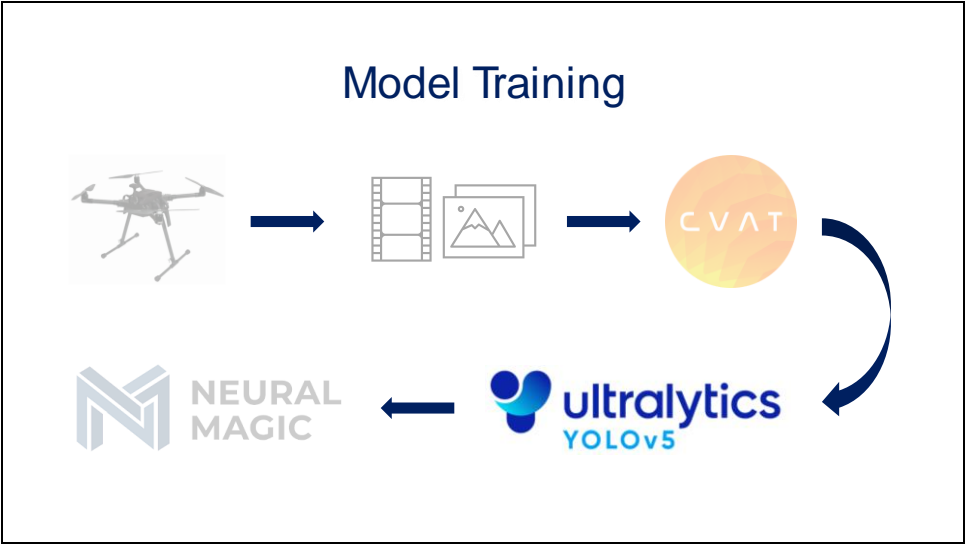 Model Training
CVAT
NEURAL
MAGIC
ultralytics
YOLOv5